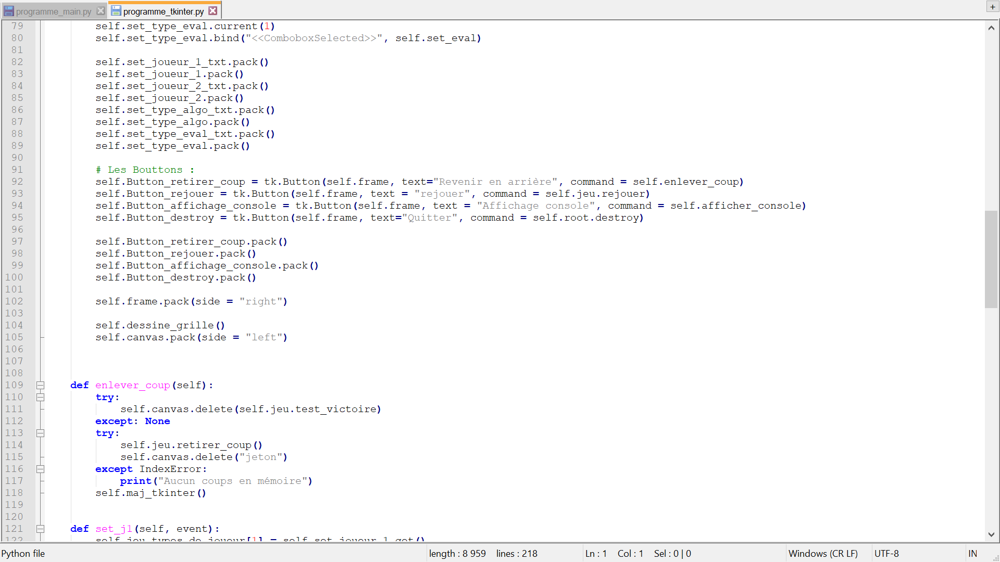 programme_main.py programme_tkinter.py +
79 self.set_type_eval.current(1)
80 self.set_type_eval.bind("<<ComboboxSelected>>", self.set_eval)
81
82 self.set_joueur_1_txt.pack()
83 self.set_joueur_1.pack()
84 self.set_joueur_2_txt.pack()
85 self.set_joueur_2.pack()
86 self.set_type_algo_txt.pack()
87 self.set_type_algo.pack()
88 self.set_type_eval_txt.pack()
89 self.set_type_eval.pack()
90
91 # Les Bouttons :
92 self.Button_retirer_coup = tk.Button(self.frame, text="Revenir en arrière", command = self.enlever_coup)
93 self.Button_rejouer = tk.Button(self.frame, text = "rejouer", command = self.jeu.rejouer)
94 self.Button_affichage_console = tk.Button(self.frame, text = "Affichage console", command = self.afficher_console)
95 self.Button_destroy = tk.Button(self.frame, text="Quitter", command = self.root.destroy)
96
97 self.Button_retirer_coup.pack()
98 self.Button_rejouer.pack()
99 self.Button_affichage_console.pack()
100 self.Button_destroy.pack()
101
102 self.frame.pack(side = "right")
103
104 self.dessine_grille()
105 self.canvas.pack(side = "left")
106
107
108
109 def enlever_coup(self):
110 try:
111 self.canvas.delete(self.jeu.test_victoire)
112 except: None
113 try:
114 self.jeu.retirer_coup()
115 self.canvas.delete("jeton")
116 except IndexError:
117 print("Aucun coups en mémoire")
118 self.maj_tkinter()
119
120
121 def set_j1(self, event):
122 self.jeu.types_de_joueur[1] = self.set_joueur_1.get()
Python file length : 8 959 lines : 218 Ln : 1 Col : 1 Sel : 0 | 0 Windows (CR LF) UTF-8 IN